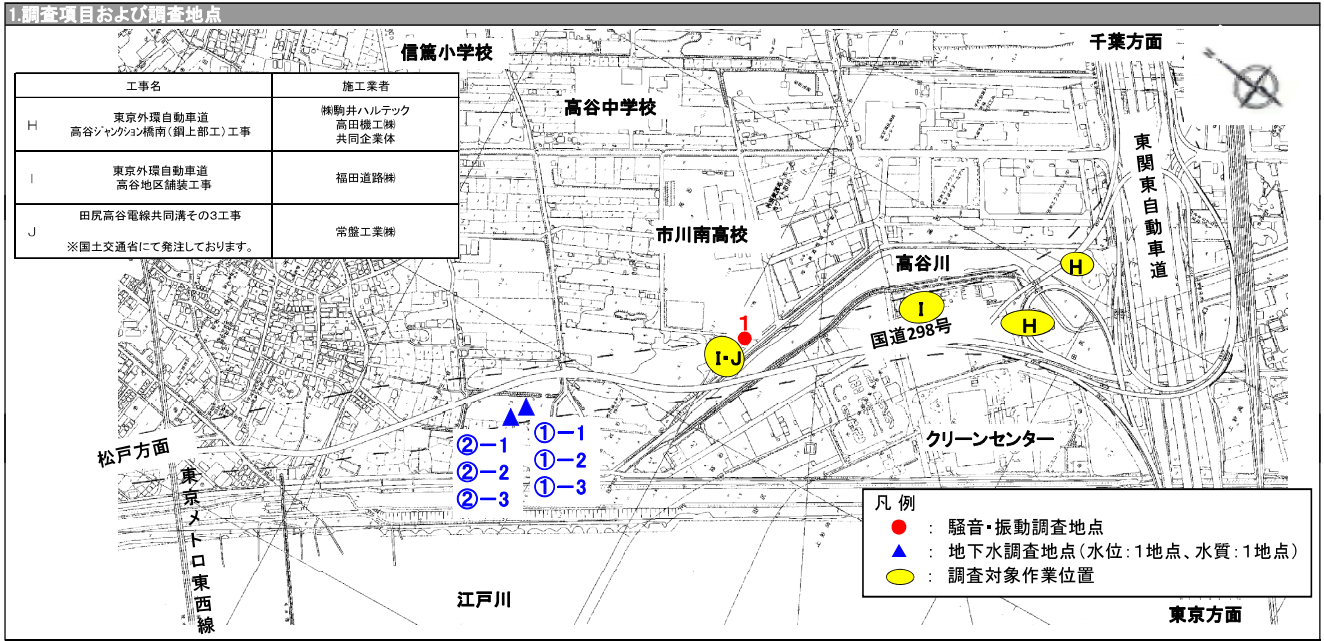 1.調査項目および調査地点
信篤小学校
千葉方面
工事名
施工業者
H
東京外環自動車道
高谷ジャンクション橋南(鋼上部工)工事
㈱駒井ハルテック
高田機工㈱
共同企業体
I
東京外環自動車道
高谷地区舗装工事
福田道路㈱
J
田尻高谷電線共同溝その3工事
※国土交通省にて発注しております。
常盤工業㈱
高谷中学校
東関東自動車道
市川南高校
高谷川
H
I
H
国道298号
1
I・J
松戸方面
②-1
②-2
②-3
①-1
①-2
①-3
クリーンセンター
東京メトロ東西線
江戸川
凡 例
: 騒音・振動調査地点
: 地下水調査地点(水位:1地点、水質:1地点)
: 調査対象作業位置
東京方面